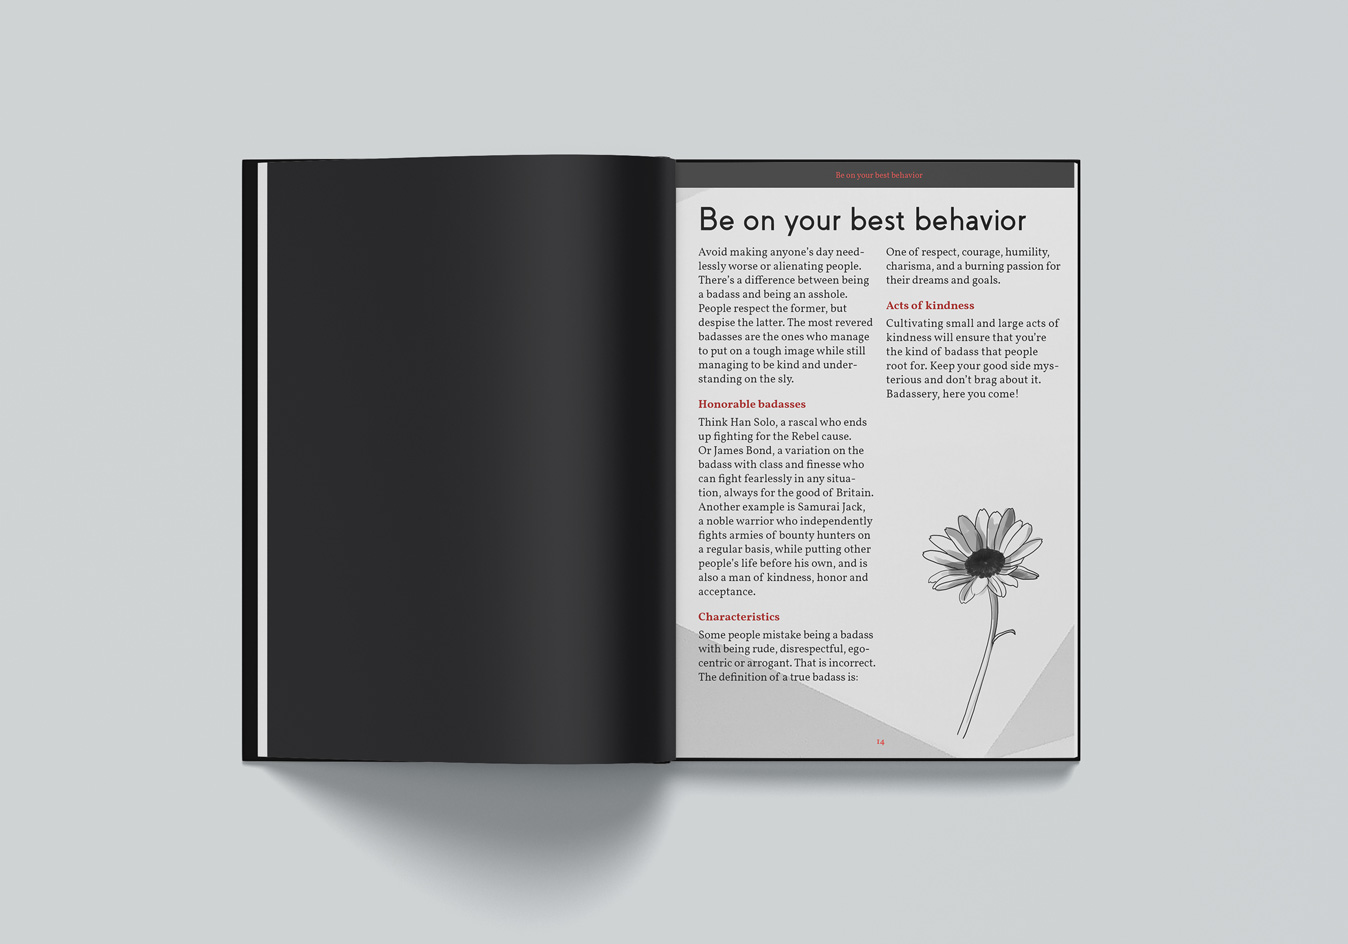 Be on your best behavior
Be on your best behavior
Avoid making anyone's day need-
lessly worse or alienating people.
There's a difference between being
a badass and being an asshole.
People respect the former, but
despise the latter. The most revered
badasses are the ones who manage
to put on a tough image while still
managing to be kind and under-
standing on the sly.
Honorable badasses
Think Han Solo, a rascal who ends
up fighting for the Rebel cause.
Or James Bond, a variation on the
badass with class and finesse who
can fight fearlessly in any situa-
tion, always for the good of Britain.
Another example is Samurai Jack,
a noble warrior who independently
fights armies of bounty hunters on
a regular basis, while putting other
people's life before his own, and is
also a man of kindness, honor and
acceptance.
Characteristics
Some people mistake being a badass
with being rude, disrespectful, ego-
centric or arrogant. That is incorrect.
The definition of a true badass is:
One of respect, courage, humility,
charisma, and a burning passion for
their dreams and goals.
Acts of kindness
Cultivating small and large acts of
kindness will ensure that you're
the kind of badass that people
root for. Keep your good side mys-
terious and don't brag about it.
Badassery, here you come!
14